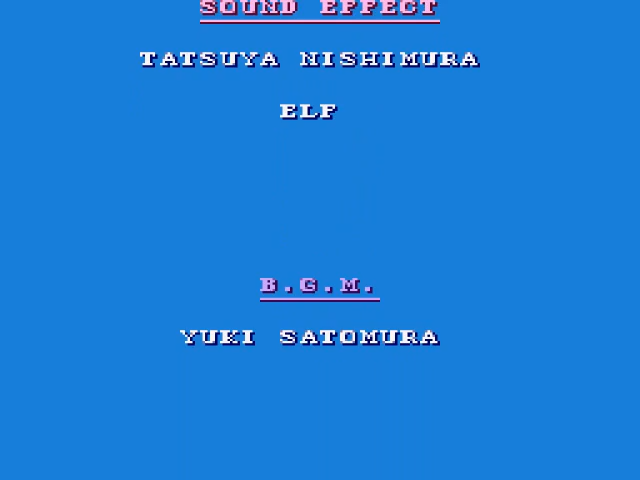 SOUND EFFECT
TATSUYA NISHIMURA
ELF
B.G.M.
YUKI SATOMURA